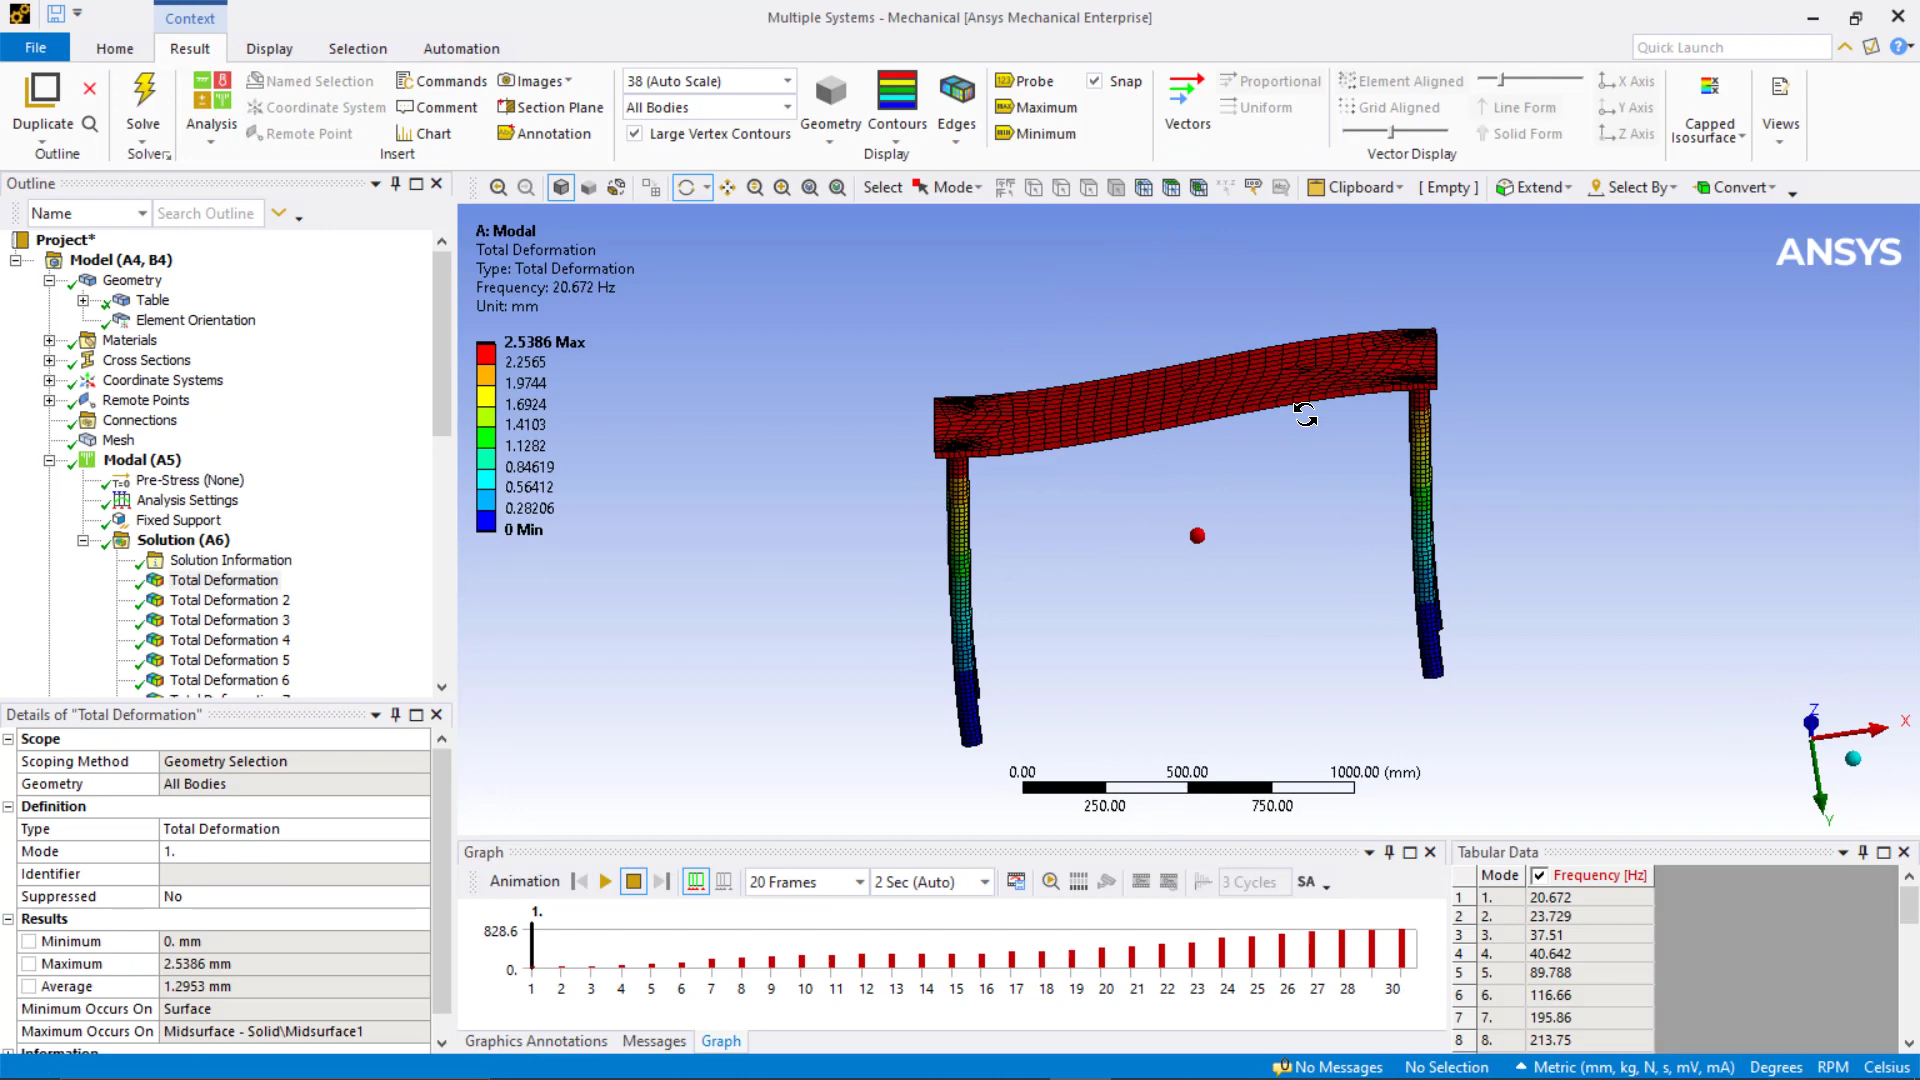 Context
Multiple Systems - Mechanical [Ansys Mechanical Enterprise]
File
Home
Result
Display
Selection
Automation
Quick Launch
Duplicate
Outline
Solve
Solver
Analysis
Named Selection
Coordinate System
Remote Point
Commands
Comment
Chart
Images
Section Plane
Annotation
Insert
38 (Auto Scale)
All Bodies
Large Vertex Contours
Geometry
Contours
Edges
Display
Probe
Maximum
Minimum
Snap
Vectors
Proportional
Uniform
Element Aligned
Grid Aligned
Line Form
Solid Form
X Axis
Y Axis
Z Axis
Vector Display
Capped
Isosurface
Views
Outline
Select
Mode
Clipboard
[ Empty ]
Extend
Select By
Convert
Name
Search Outline
Project*
Model (A4, B4)
Geometry
Table
Element Orientation
Materials
Cross Sections
Coordinate Systems
Remote Points
Connections
Mesh
Modal (A5)
Pre-Stress (None)
Analysis Settings
Fixed Support
Solution (A6)
Solution Information
Total Deformation
Total Deformation 2
Total Deformation 3
Total Deformation 4
Total Deformation 5
Total Deformation 6
A: Modal
Total Deformation
Type: Total Deformation
Frequency: 20.672 Hz
Unit: mm
2.5386 Max
2.2565
1.9744
1.6924
1.4103
1.1282
0.84619
0.56412
0.28206
0 Min
ANSYS
Z
X
Y
0.00
500.00
1000.00 (mm)
250.00
750.00
Details of "Total Deformation"
Scope
Scoping Method
Geometry Selection
Geometry
All Bodies
Definition
Type
Total Deformation
Mode
1.
Identifier
Suppressed
No
Results
Minimum
0. mm
Maximum
2.5386 mm
Average
1.2953 mm
Minimum Occurs On
Surface
Maximum Occurs On
Midsurface - Solid\Midsurface1
Information
Graph
Animation
20 Frames
2 Sec (Auto)
3 Cycles
SA
1.
828.6
0.
1 2 3 4 5 6 7 8 9 10 11 12 13 14 15 16 17 18 19 20 21 22 23 24 25 26 27 28 30
Graphics Annotations
Messages
Graph
Tabular Data
Mode
Frequency [Hz]
1 1. 20.672
2 2. 23.729
3 3. 37.51
4 4. 40.642
5 5. 89.788
6 6. 116.66
7 7. 195.86
8 8. 213.75
No Messages
No Selection
Metric (mm, kg, N, s, mV, mA)
Degrees
RPM
Celsius